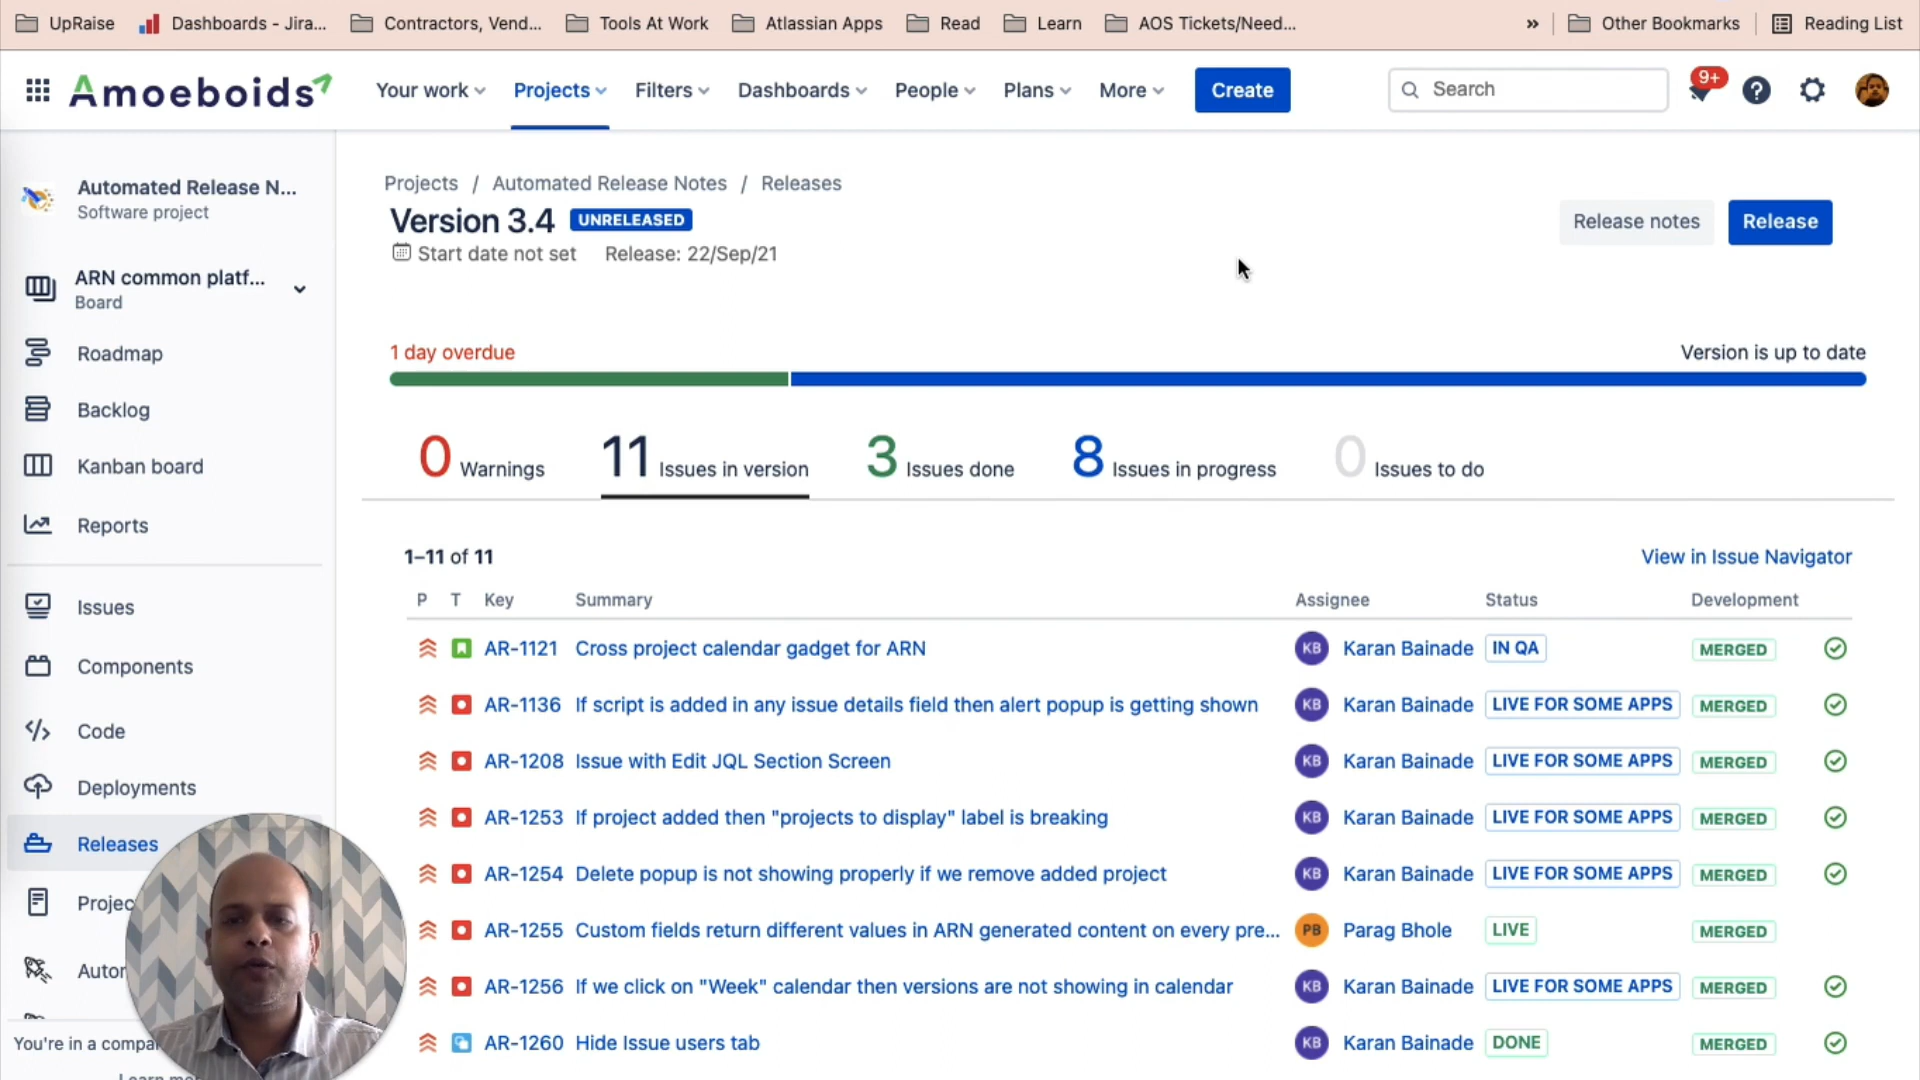 UpRaise Dashboards - Jira... Contractors, Vend... Tools At Work Atlassian Apps Read Learn AOS Tickets/Need... » Other Bookmarks Reading List
Amoeboids Your work Projects Filters Dashboards People Plans More Create Search 9+
Automated Release N...
Software project
ARN common platf...
Board
Roadmap
Backlog
Kanban board
Reports
Issues
Components
Code
Deployments
Releases
Projec
Autor
You're in a compa
Learn mo
Projects / Automated Release Notes / Releases
Version 3.4 UNRELEASED
Start date not set Release: 22/Sep/21
Release notes Release
1 day overdue Version is up to date
0 Warnings 11 Issues in version 3 Issues done 8 Issues in progress 0 Issues to do
1–11 of 11 View in Issue Navigator
P T Key Summary Assignee Status Development
AR-1121 Cross project calendar gadget for ARN KB Karan Bainade IN QA MERGED
AR-1136 If script is added in any issue details field then alert popup is getting shown KB Karan Bainade LIVE FOR SOME APPS MERGED
AR-1208 Issue with Edit JQL Section Screen KB Karan Bainade LIVE FOR SOME APPS MERGED
AR-1253 If project added then "projects to display" label is breaking KB Karan Bainade LIVE FOR SOME APPS MERGED
AR-1254 Delete popup is not showing properly if we remove added project KB Karan Bainade LIVE FOR SOME APPS MERGED
AR-1255 Custom fields return different values in ARN generated content on every pre... PB Parag Bhole LIVE MERGED
AR-1256 If we click on "Week" calendar then versions are not showing in calendar KB Karan Bainade LIVE FOR SOME APPS MERGED
AR-1260 Hide Issue users tab KB Karan Bainade DONE MERGED